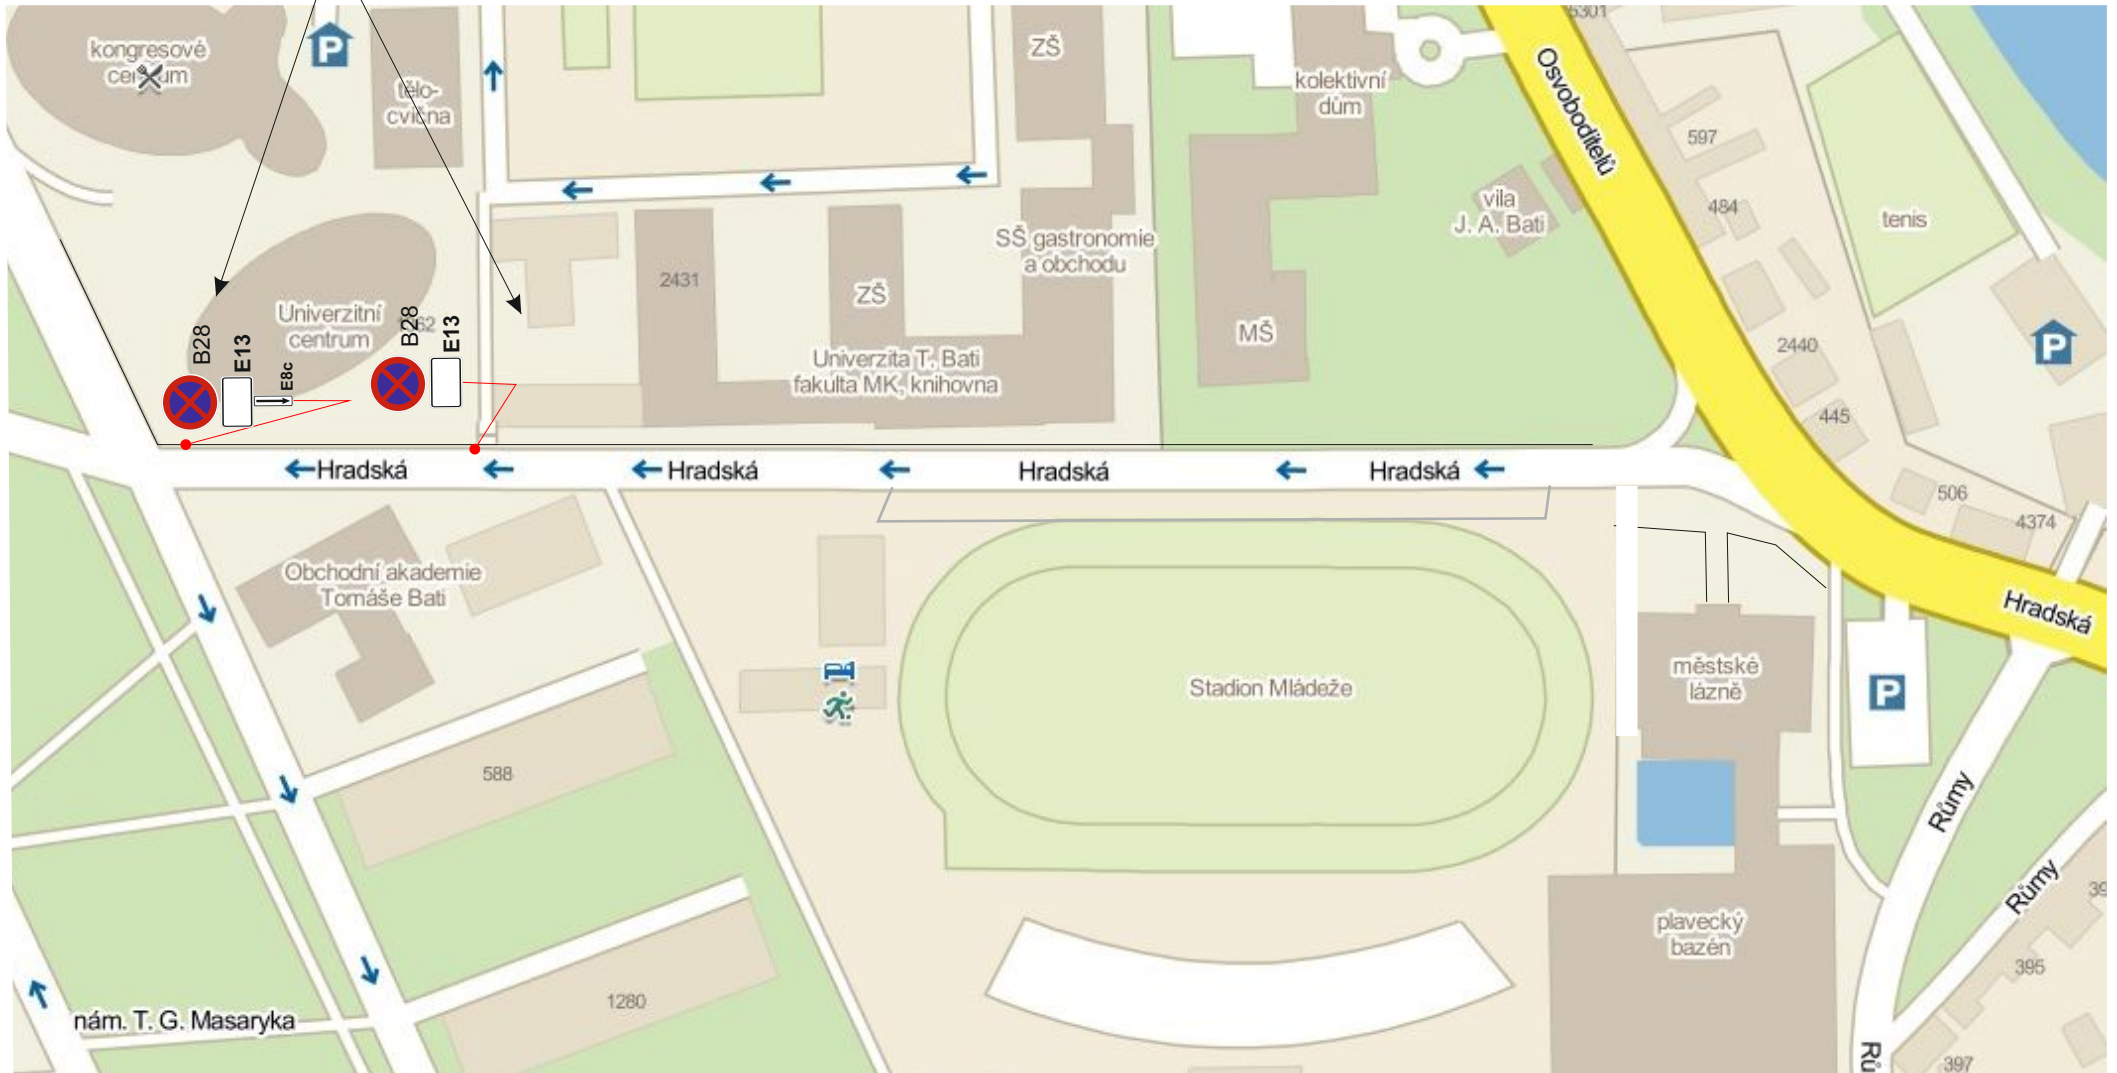 kongresové
centrum
P
tělo-
cvična
ZŠ
kolektivní
dům
5301
Osvoboditelů
597
484
tenis
vila
J. A. Bati
SŠ gastronomie
a obchodu
2431
ZŠ
Univerzitní
centrum
B28
E13
E8c
B28
E13
Univerzita T. Bati
fakulta MK, knihovna
MŠ
2440
P
445
Hradská
Hradská
Hradská
Hradská
506
4374
Obchodní akademie
Tomáše Bati
Hradská
městské
lázně
P
Stadion Mládeže
588
Růmy
Růmy
plavecký
bazén
395
1280
nám. T. G. Masaryka
397